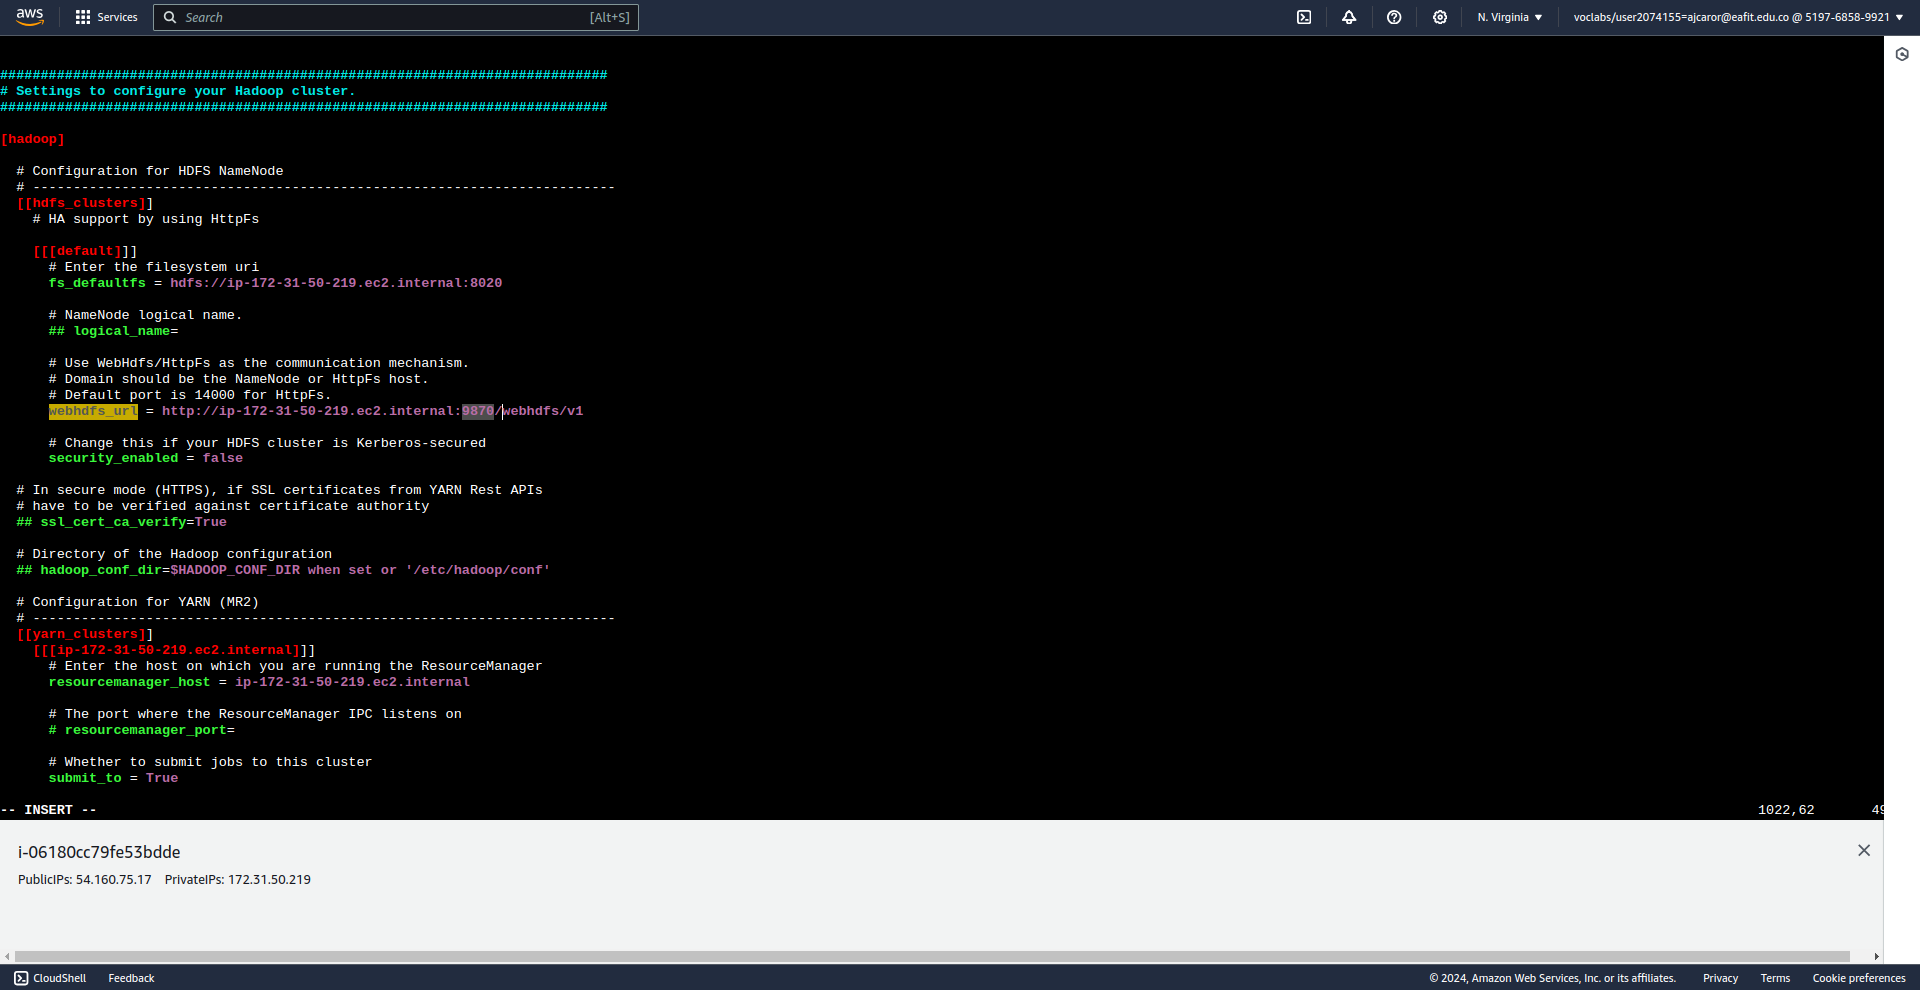 aws Services Search [Alt+S] N. Virginia voclabs/user2074155=ajcaror@eafit.edu.co @ 5197-6858-9921
###########################################################################
# Settings to configure your Hadoop cluster.
###########################################################################
[hadoop]
# Configuration for HDFS NameNode
# ------------------------------------------------------------------------
[[hdfs_clusters]]
# HA support by using HttpFs
[[[default]]]
# Enter the filesystem uri
fs_defaultfs = hdfs://ip-172-31-50-219.ec2.internal:8020
# NameNode logical name.
## logical_name=
# Use WebHdfs/HttpFs as the communication mechanism.
# Domain should be the NameNode or HttpFs host.
# Default port is 14000 for HttpFs.
webhdfs_url = http://ip-172-31-50-219.ec2.internal:9870/webhdfs/v1
# Change this if your HDFS cluster is Kerberos-secured
security_enabled = false
# In secure mode (HTTPS), if SSL certificates from YARN Rest APIs
# have to be verified against certificate authority
## ssl_cert_ca_verify=True
# Directory of the Hadoop configuration
## hadoop_conf_dir=$HADOOP_CONF_DIR when set or '/etc/hadoop/conf'
# Configuration for YARN (MR2)
# ------------------------------------------------------------------------
[[yarn_clusters]]
[[[ip-172-31-50-219.ec2.internal]]]
# Enter the host on which you are running the ResourceManager
resourcemanager_host = ip-172-31-50-219.ec2.internal
# The port where the ResourceManager IPC listens on
# resourcemanager_port=
# Whether to submit jobs to this cluster
submit_to = True
-- INSERT -- 1022,62 49
i-06180cc79fe53bdde
PublicIPs: 54.160.75.17 PrivateIPs: 172.31.50.219
CloudShell Feedback © 2024, Amazon Web Services, Inc. or its affiliates. Privacy Terms Cookie preferences